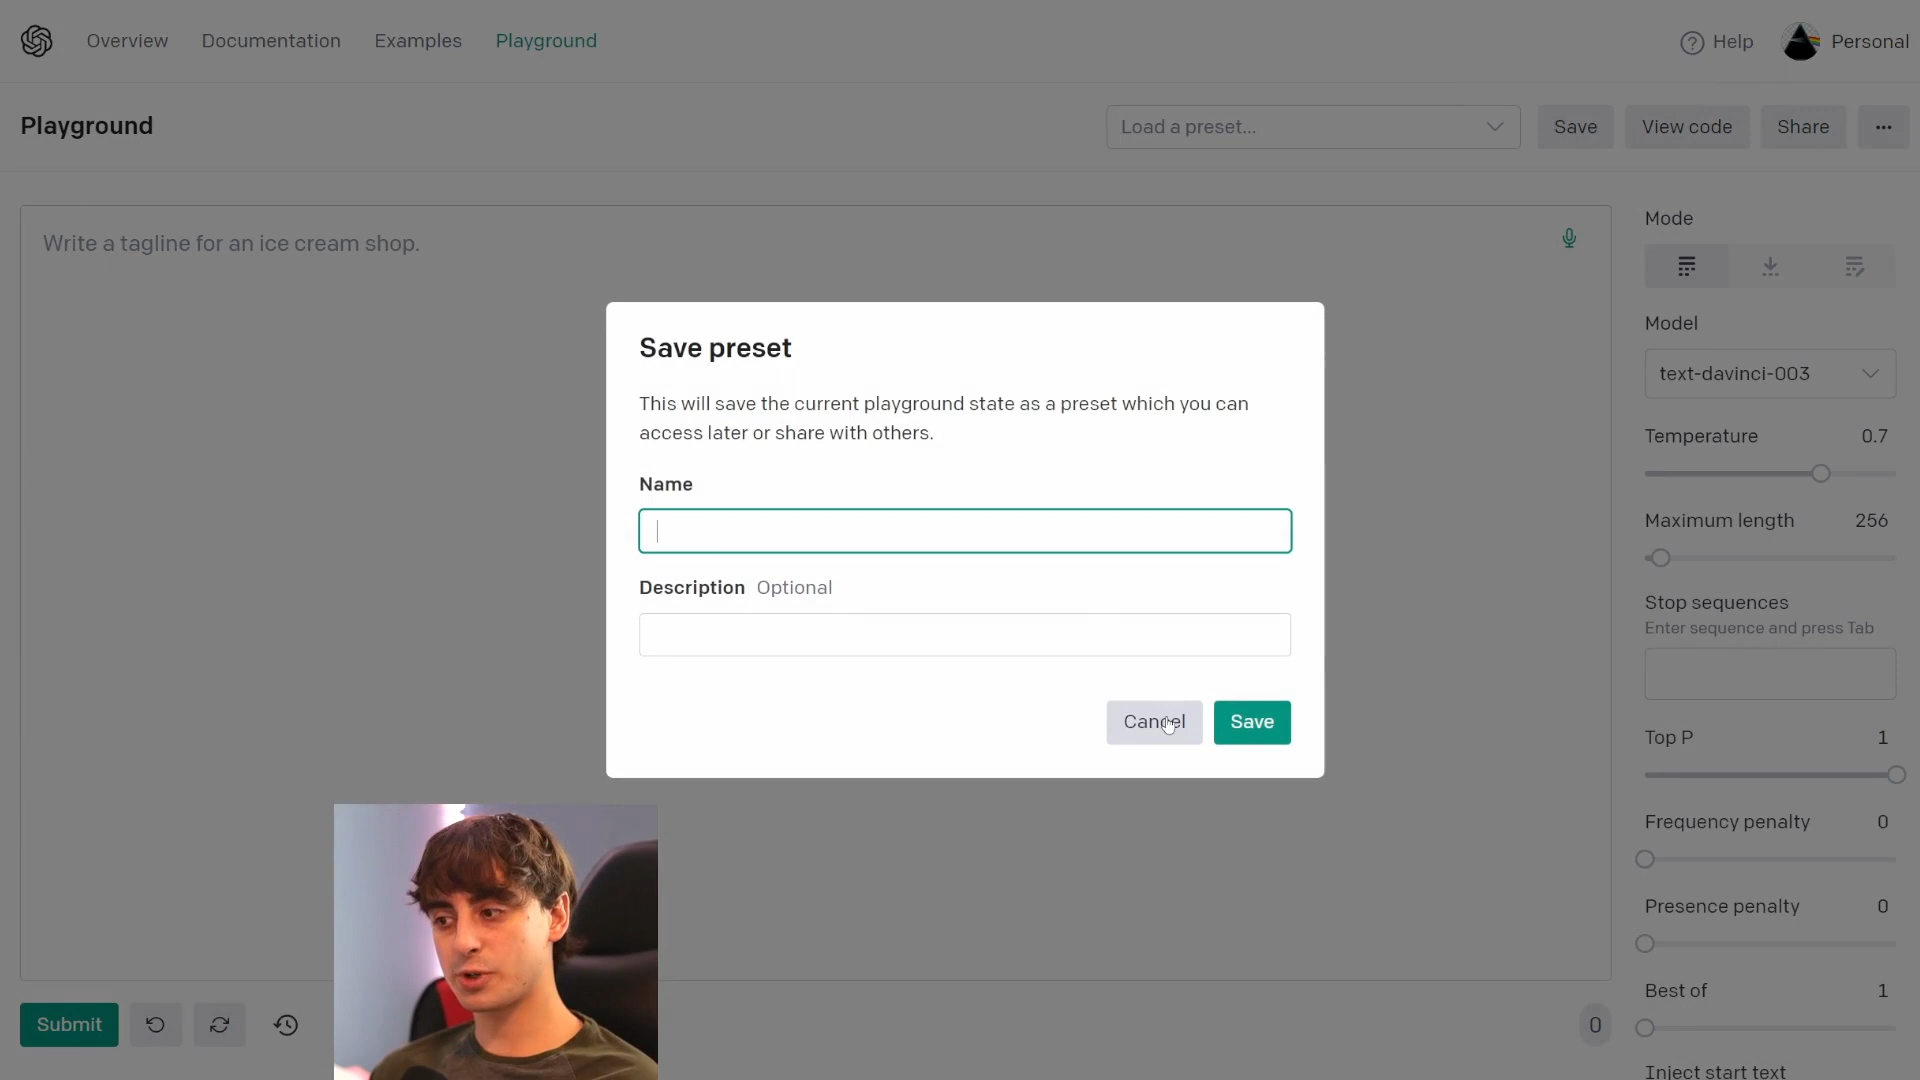 Overview Documentation Examples Playground Help Personal
Playground Load a preset... Save View code Share ...
Write a tagline for an ice cream shop.
Save preset
This will save the current playground state as a preset which you can
access later or share with others.
Name
Description Optional
Cancel Save
Mode
Model
text-davinci-003
Temperature 0.7
Maximum length 256
Stop sequences
Enter sequence and press Tab
Top P 1
Frequency penalty 0
Presence penalty 0
Best of 1
Inject start text
Submit 0